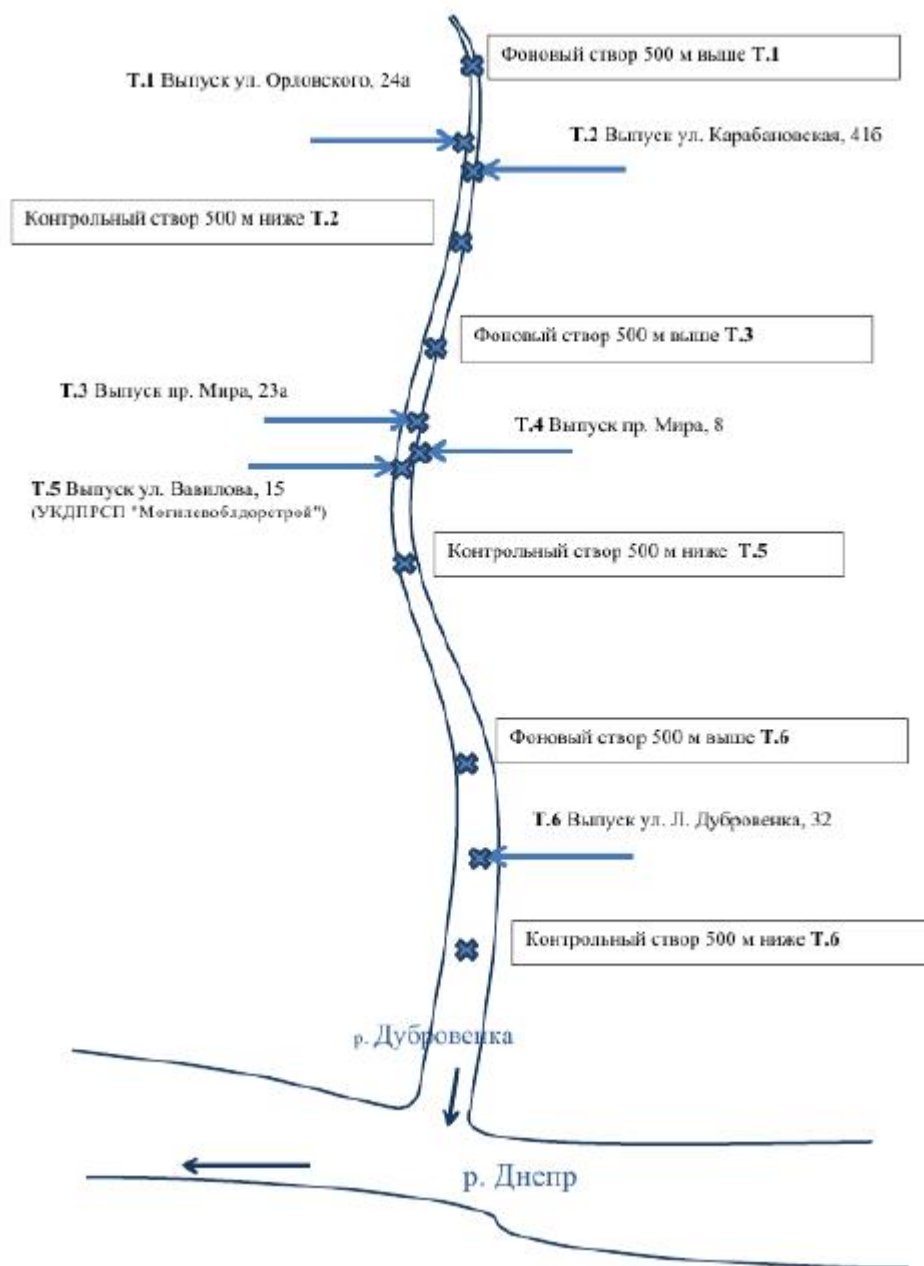 Фоновый створ 500 м выше Т.1
Т.1 Выпуск ул. Орловского, 24а
Т.2 Выпуск ул. Карабановская, 41б
Контрольный створ 500 м ниже Т.2
Фоновый створ 500 м выше Т.3
Т.3 Выпуск пр. Мира, 23а
Т.4 Выпуск пр. Мира, 8
Т.5 Выпуск ул. Вавилова, 15
(УКДПРСП "Могилевоблдорстрой")
Контрольный створ 500 м ниже Т.5
Фоновый створ 500 м выше Т.6
Т.6 Выпуск ул. Л. Дубровенка, 32
Контрольный створ 500 м ниже Т.6
р. Дубровенка
р. Днепр